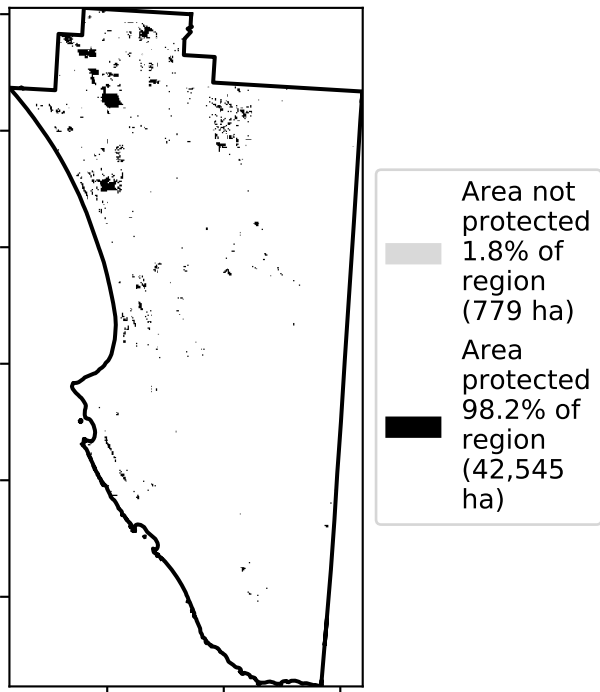 Area not
protected
1.8% of
region
(779 ha)
Area
protected
98.2% of
region
(42,545
ha)